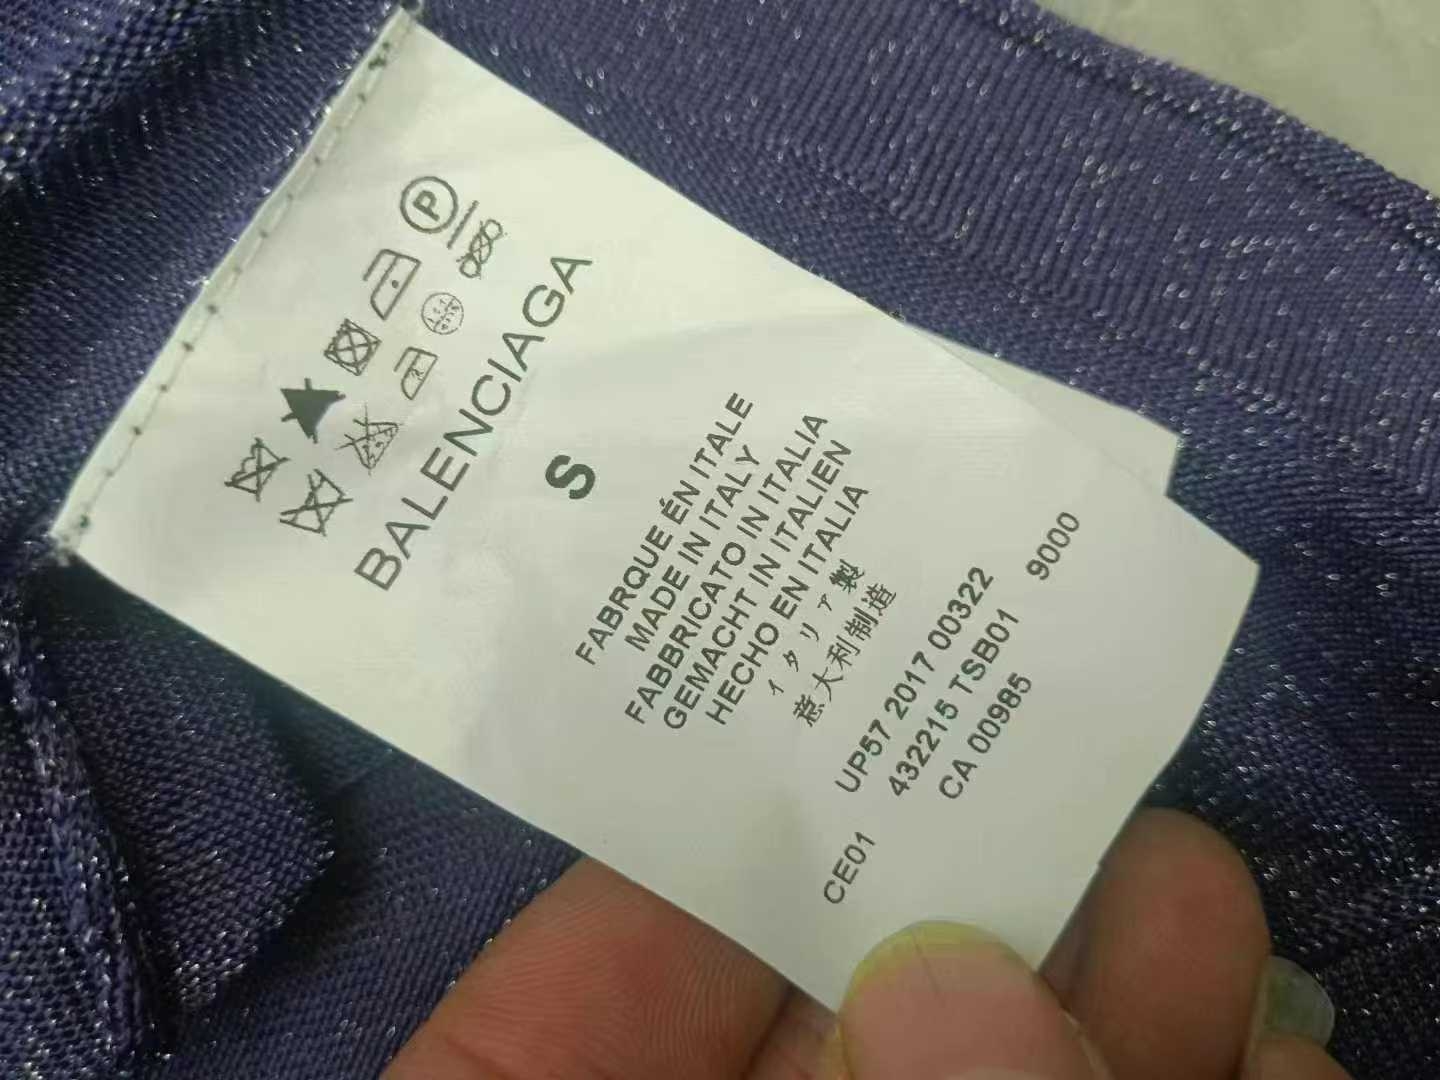 P
BALENCIAGA
S
FABRQUE ÉN ITALE
MADE IN ITALY
FABBRICATO IN ITALIA
GEMACHT IN ITALIEN
HECHO EN ITALIA
イタリア製
意大利制造
UP57 2017 00322
432215 TSB01 9000
CA 00985
CE01